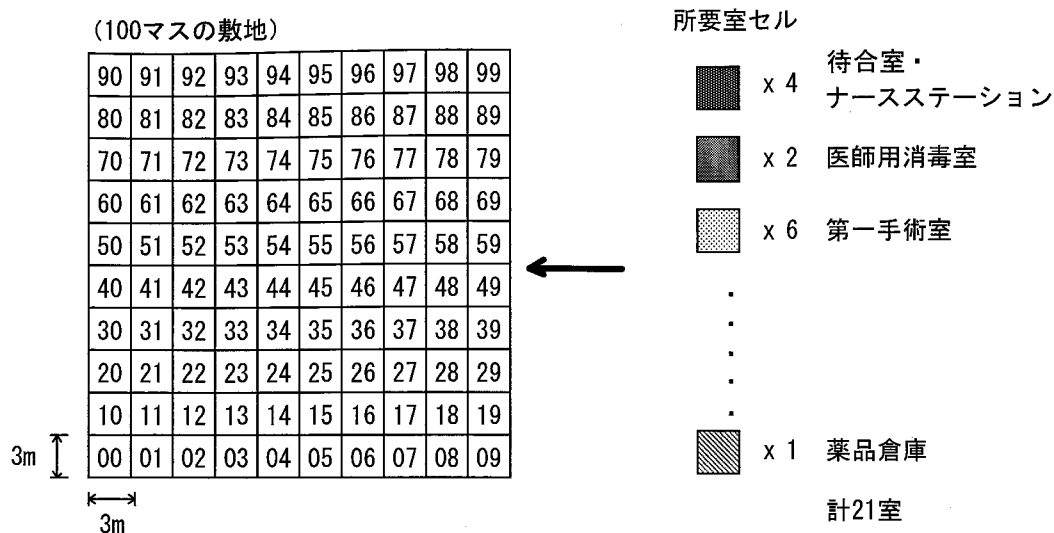 (100マスの敷地)
90 91 92 93 94 95 96 97 98 99
80 81 82 83 84 85 86 87 88 89
70 71 72 73 74 75 76 77 78 79
60 61 62 63 64 65 66 67 68 69
50 51 52 53 54 55 56 57 58 59
40 41 42 43 44 45 46 47 48 49
30 31 32 33 34 35 36 37 38 39
20 21 22 23 24 25 26 27 28 29
10 11 12 13 14 15 16 17 18 19
00 01 02 03 04 05 06 07 08 09
3m
3m
所要室セル
x 4 待合室・
ナースステーション
x 2 医師用消毒室
x 6 第一手術室
x 1 薬品倉庫
計21室